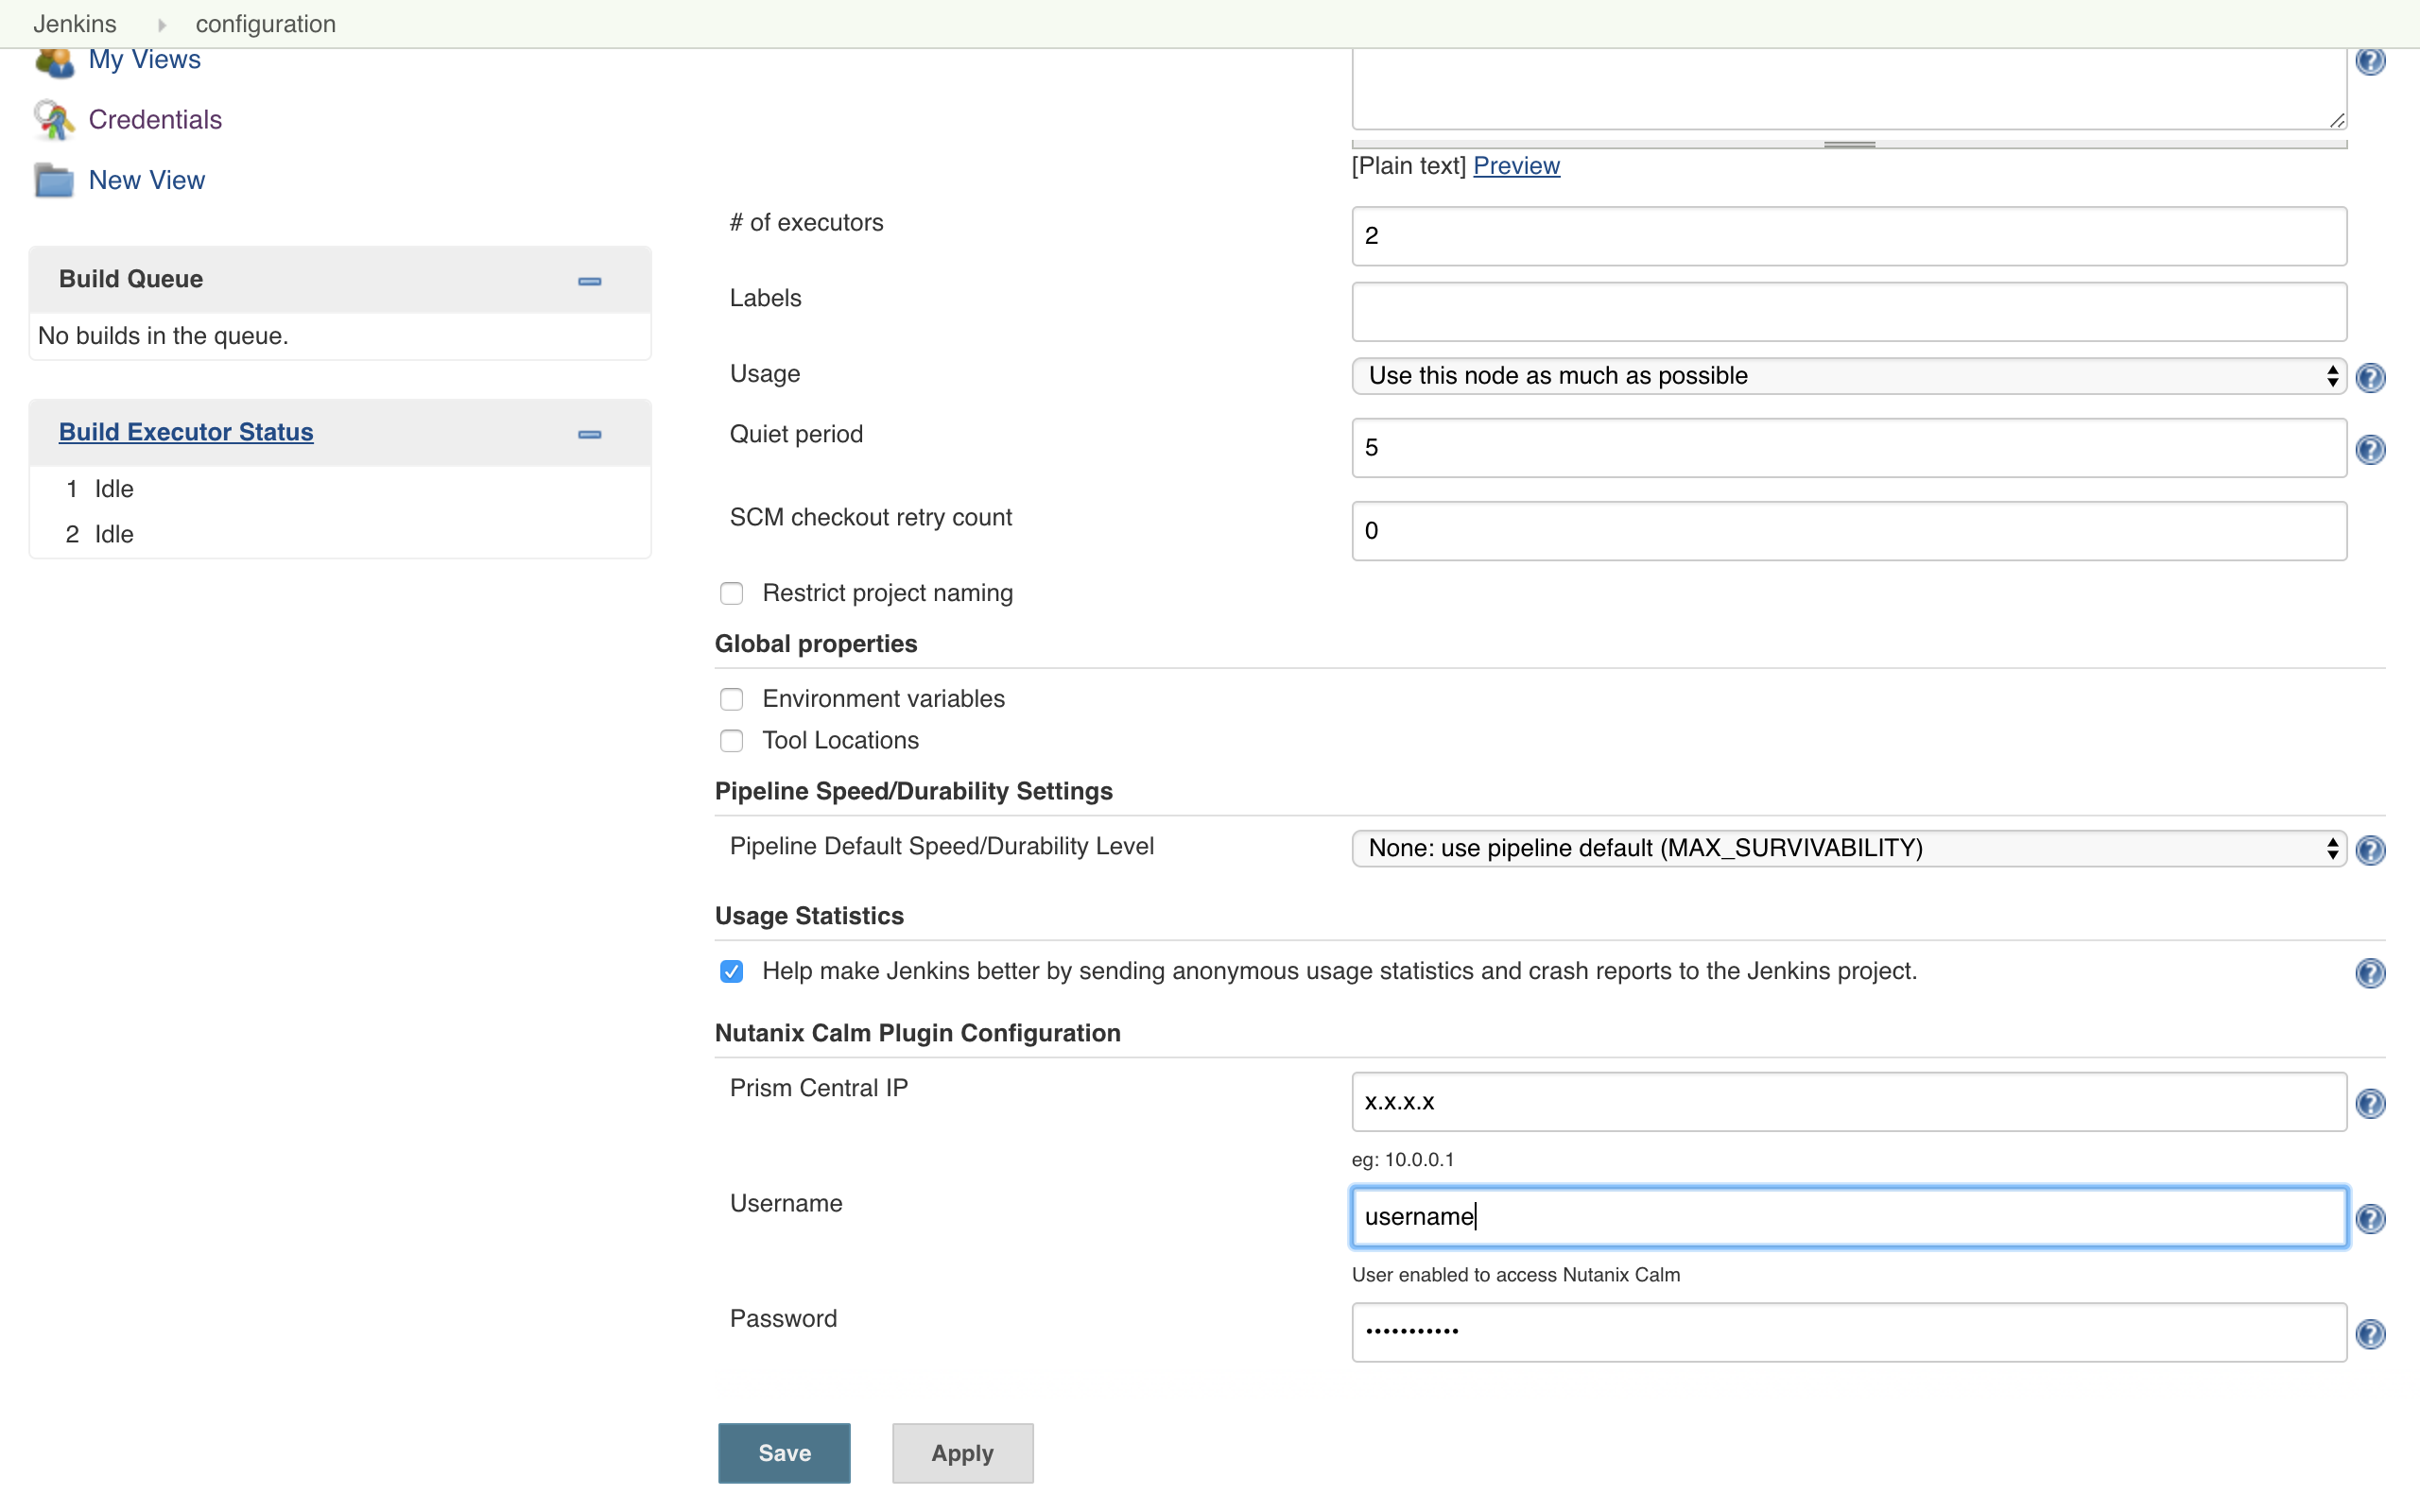 Jenkins configuration
My Views
Credentials
New View
Build Queue
No builds in the queue.
Build Executor Status
1 Idle
2 Idle
[Plain text] Preview
# of executors
2
Labels
Usage
Use this node as much as possible
Quiet period
5
SCM checkout retry count
0
Restrict project naming
Global properties
Environment variables
Tool Locations
Pipeline Speed/Durability Settings
Pipeline Default Speed/Durability Level
None: use pipeline default (MAX_SURVIVABILITY)
Usage Statistics
Help make Jenkins better by sending anonymous usage statistics and crash reports to the Jenkins project.
Nutanix Calm Plugin Configuration
Prism Central IP
x.x.x.x
eg: 10.0.0.1
Username
username
User enabled to access Nutanix Calm
Password
•••••••••••
Save
Apply